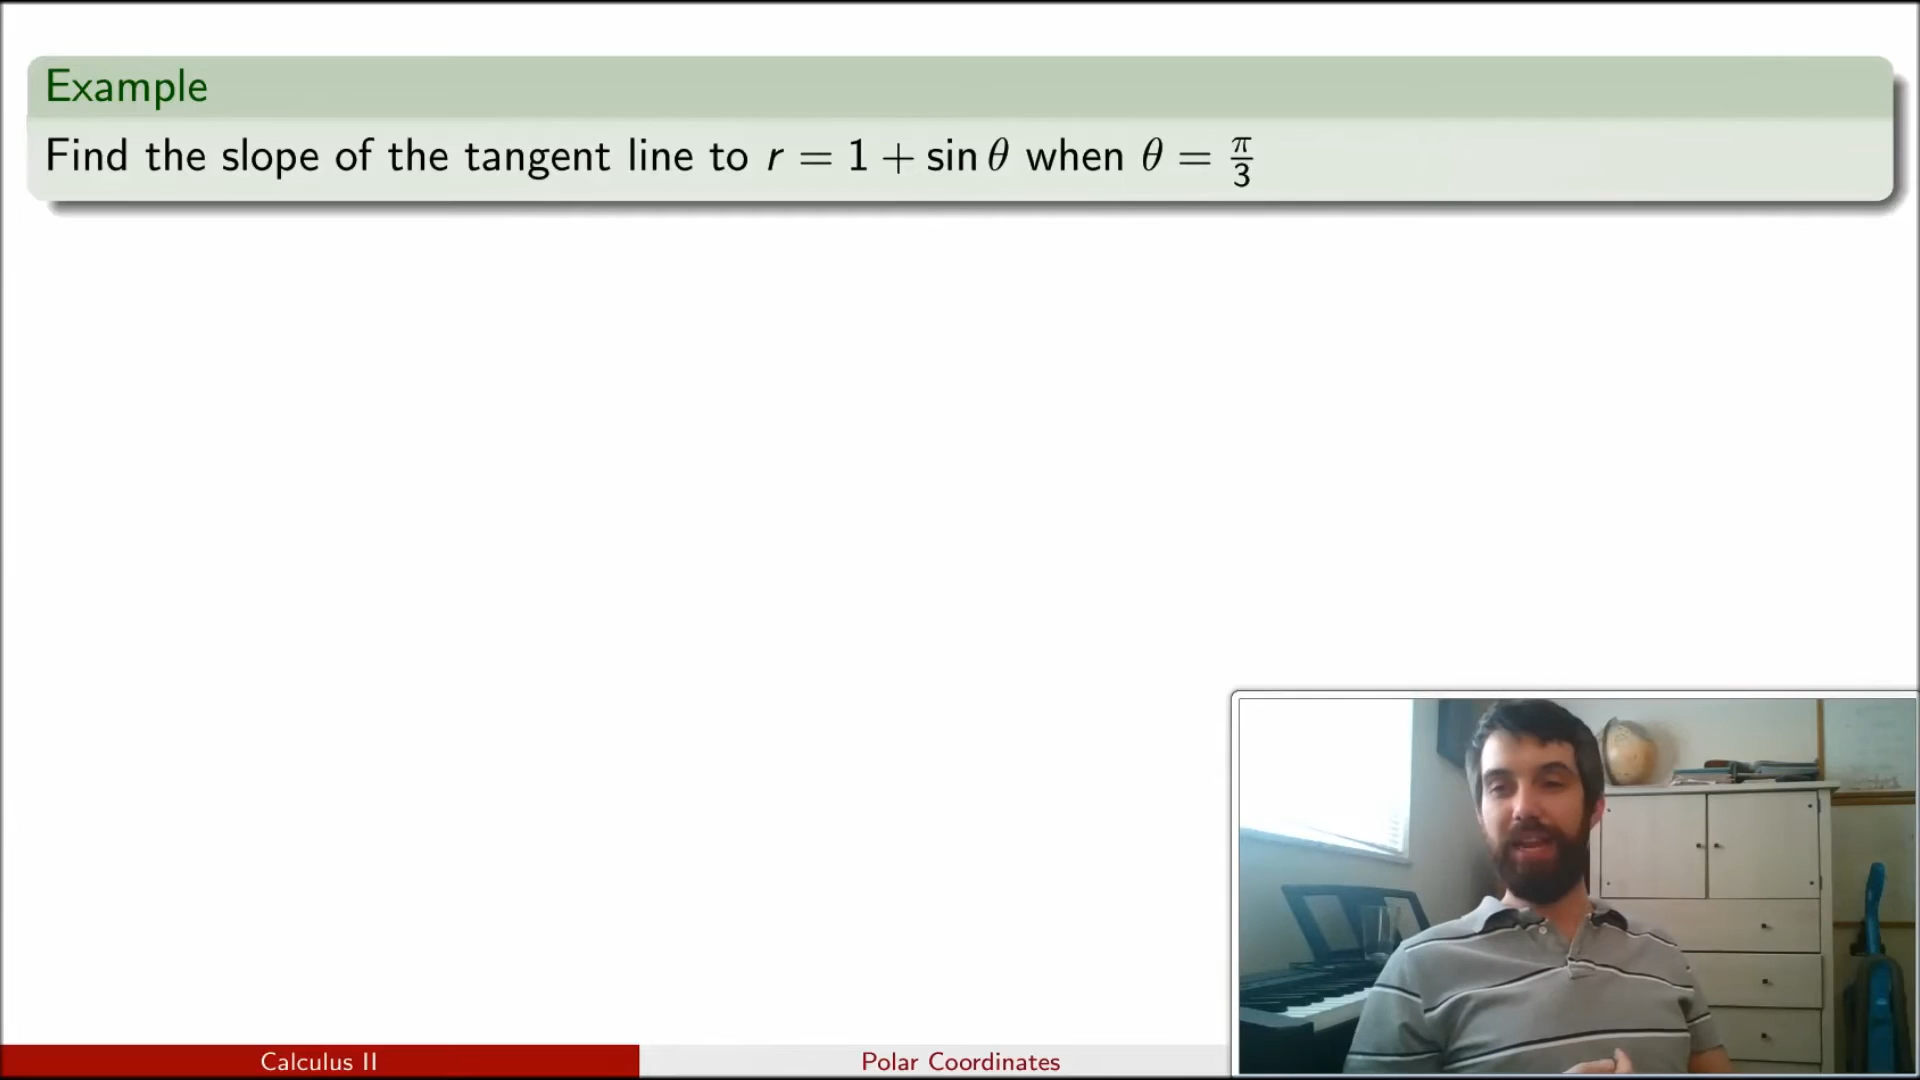 Example
Find the slope of the tangent line to r = 1 + sin θ when θ = π/3
Calculus II
Polar Coordinates